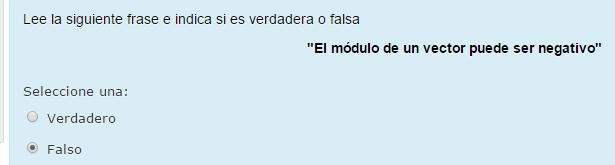 Lee la siguiente frase e indica si es verdadera o falsa
"El módulo de un vector puede ser negativo"
Seleccione una:
Verdadero
Falso